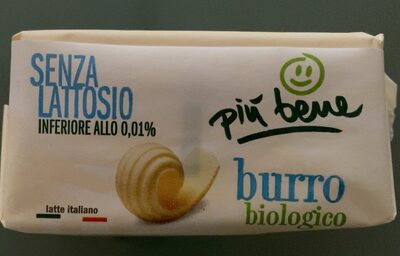 SENZA
LATTOSIO
INFERIORE ALLO 0,01%
più bene
burro
biologico
latte italiano